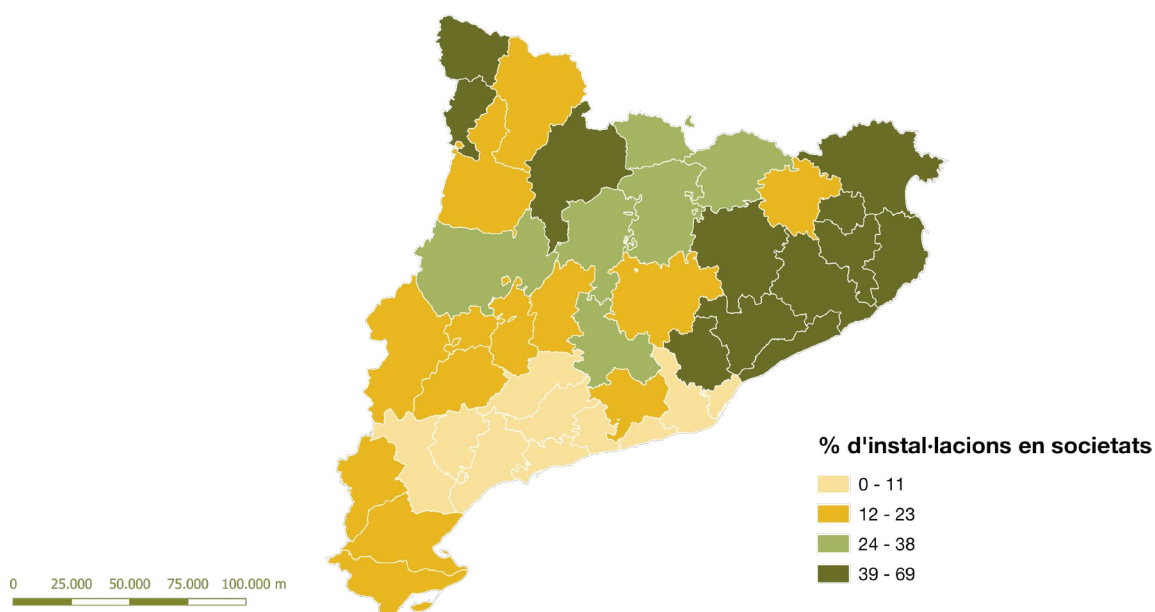 % d'instal·lacions en societats
0 - 11
12 - 23
24 - 38
39 - 69
0 25.000 50.000 75.000 100.000 m